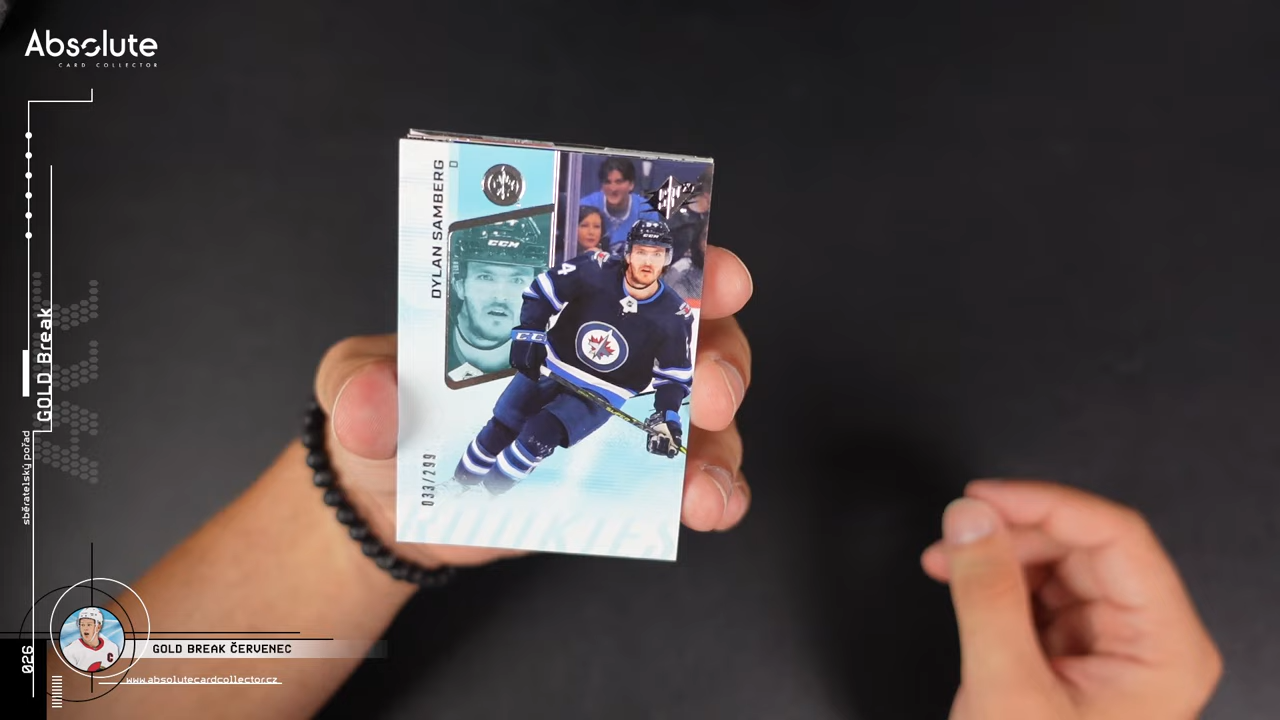 Absolute
CARD COLLECTOR
GOLD Break
sběratelský pořad
026
GOLD BREAK ČERVENEC
www.absolutecardcollector.cz
DYLAN SAMBERG
D
033/299
ROOKIES
CCM